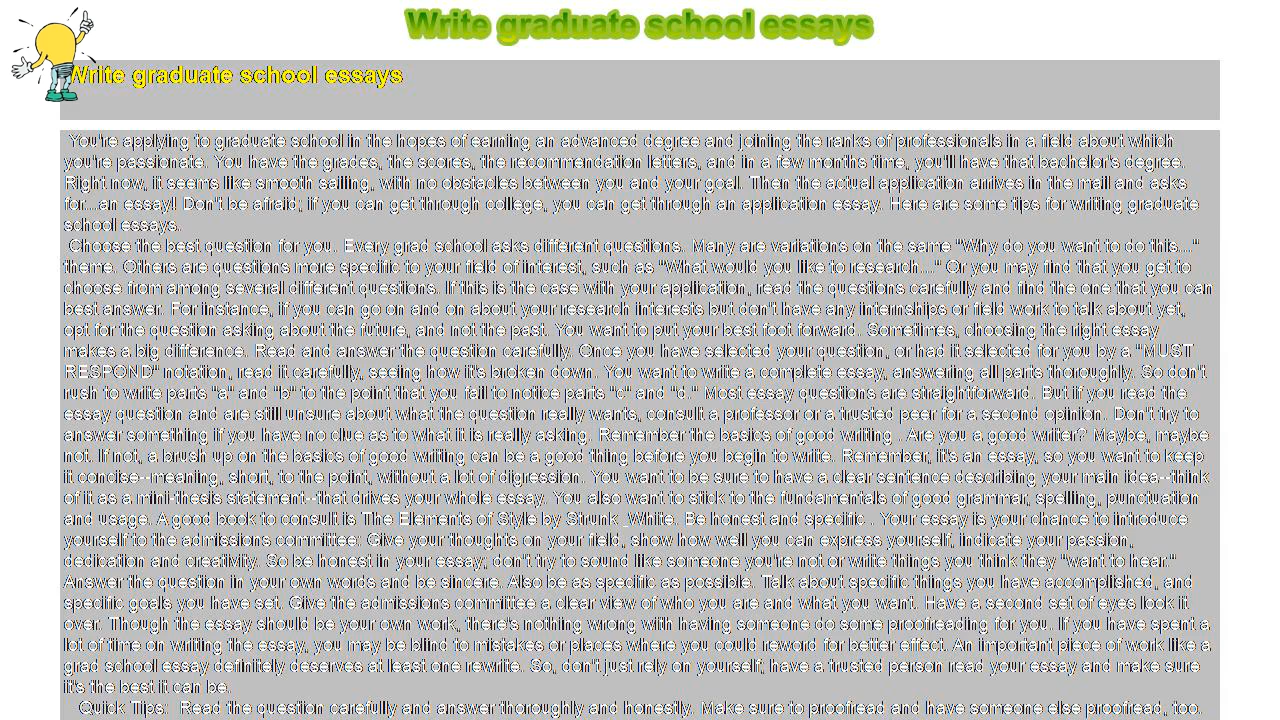 Write graduate school essays
Write graduate school essays
You're applying to graduate school in the hopes of earning an advanced degree and joining the ranks of professionals in a field about which
you're passionate. You have the grades, the scores, the recommendation letters, and in a few months time, you'll have that bachelor's degree.
Right now, it seems like smooth sailing, with no obstacles between you and your goal. Then the actual application arrives in the mail and asks
for...an essay! Don't be afraid; if you can get through college, you can get through an application essay. Here are some tips for writing graduate
school essays.
Choose the best question for you. Every grad school asks different questions. Many are variations on the same "Why do you want to do this...."
theme. Others are questions more specific to your field of interest, such as "What would you like to research...." Or you may find that you get to
choose from among several different questions. If this is the case with your application, read the questions carefully and find the one that you can
best answer. For instance, if you can go on and on about your research interests but don't have any internships or field work to talk about yet,
opt for the question asking about the future, and not the past. You want to put your best foot forward. Sometimes, choosing the right essay
makes a big difference. Read and answer the question carefully. Once you have selected your question, or had it selected for you by a "MUST
RESPOND" notation, read it carefully, seeing how it's broken down. You want to write a complete essay, answering all parts thoroughly. So don't
rush to write parts "a" and "b" to the point that you fail to notice parts "c" and "d." Most essay questions are straightforward. But if you read the
essay question and are still unsure about what the question really wants, consult a professor or a trusted peer for a second opinion. Don't try to
answer something if you have no clue as to what it is really asking. Remember the basics of good writing . Are you a good writer? Maybe, maybe
not. If not, a brush up on the basics of good writing can be a good thing before you begin to write. Remember, it's an essay, so you want to keep
it concise--meaning, short, to the point, without a lot of digression. You want to be sure to have a clear sentence describing your main idea--think
of it as a mini-thesis statement--that drives your whole essay. You also want to stick to the fundamentals of good grammar, spelling, punctuation
and usage. A good book to consult is The Elements of Style by Strunk _White. Be honest and specific . Your essay is your chance to introduce
yourself to the admissions committee: Give your thoughts on your field, show how well you can express yourself, indicate your passion,
dedication and creativity. So be honest in your essay; don't try to sound like someone you're not or write things you think they "want to hear."
Answer the question in your own words and be sincere. Also be as specific as possible. Talk about specific things you have accomplished, and
specific goals you have set. Give the admissions committee a clear view of who you are and what you want. Have a second set of eyes look it
over. Though the essay should be your own work, there's nothing wrong with having someone do some proofreading for you. If you have spent a
lot of time on writing the essay, you may be blind to mistakes or places where you could reword for better effect. An important piece of work like a
grad school essay definitely deserves at least one rewrite. So, don't just rely on yourself; have a trusted person read your essay and make sure
it's the best it can be.
Quick Tips: Read the question carefully and answer thoroughly and honestly. Make sure to proofread and have someone else proofread, too.